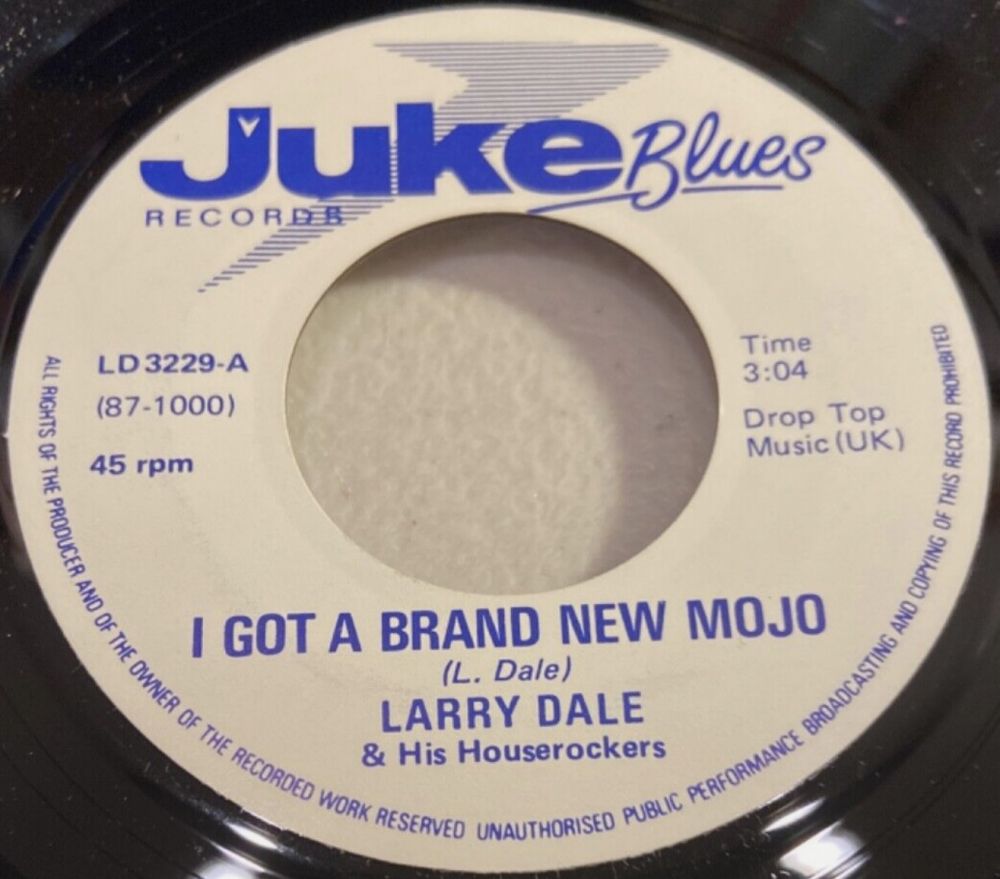 Juke Blues
RECORDS
LD 3229-A
(87-1000)
45 rpm
Time
3:04
Drop Top
Music (UK)
I GOT A BRAND NEW MOJO
(L. Dale)
LARRY DALE
& His Houserockers
ALL RIGHTS OF THE PRODUCER AND OF THE OWNER OF THE RECORDED WORK RESERVED UNAUTHORISED PUBLIC PERFORMANCE BROADCASTING AND COPYING OF THIS RECORD PROHIBITED